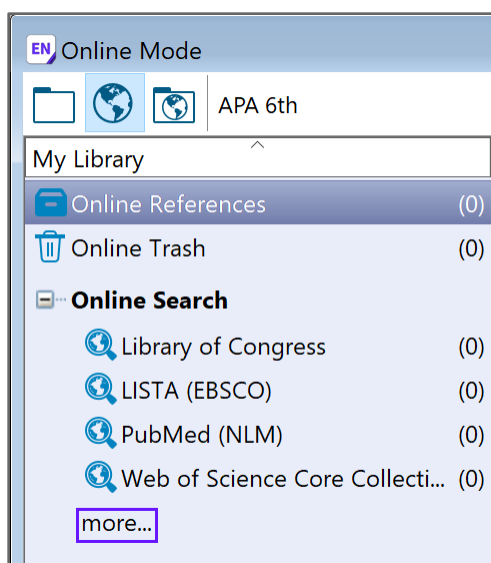 EN Online Mode
APA 6th
My Library
Online References (0)
Online Trash (0)
Online Search
Library of Congress (0)
LISTA (EBSCO) (0)
PubMed (NLM) (0)
Web of Science Core Collecti... (0)
more...